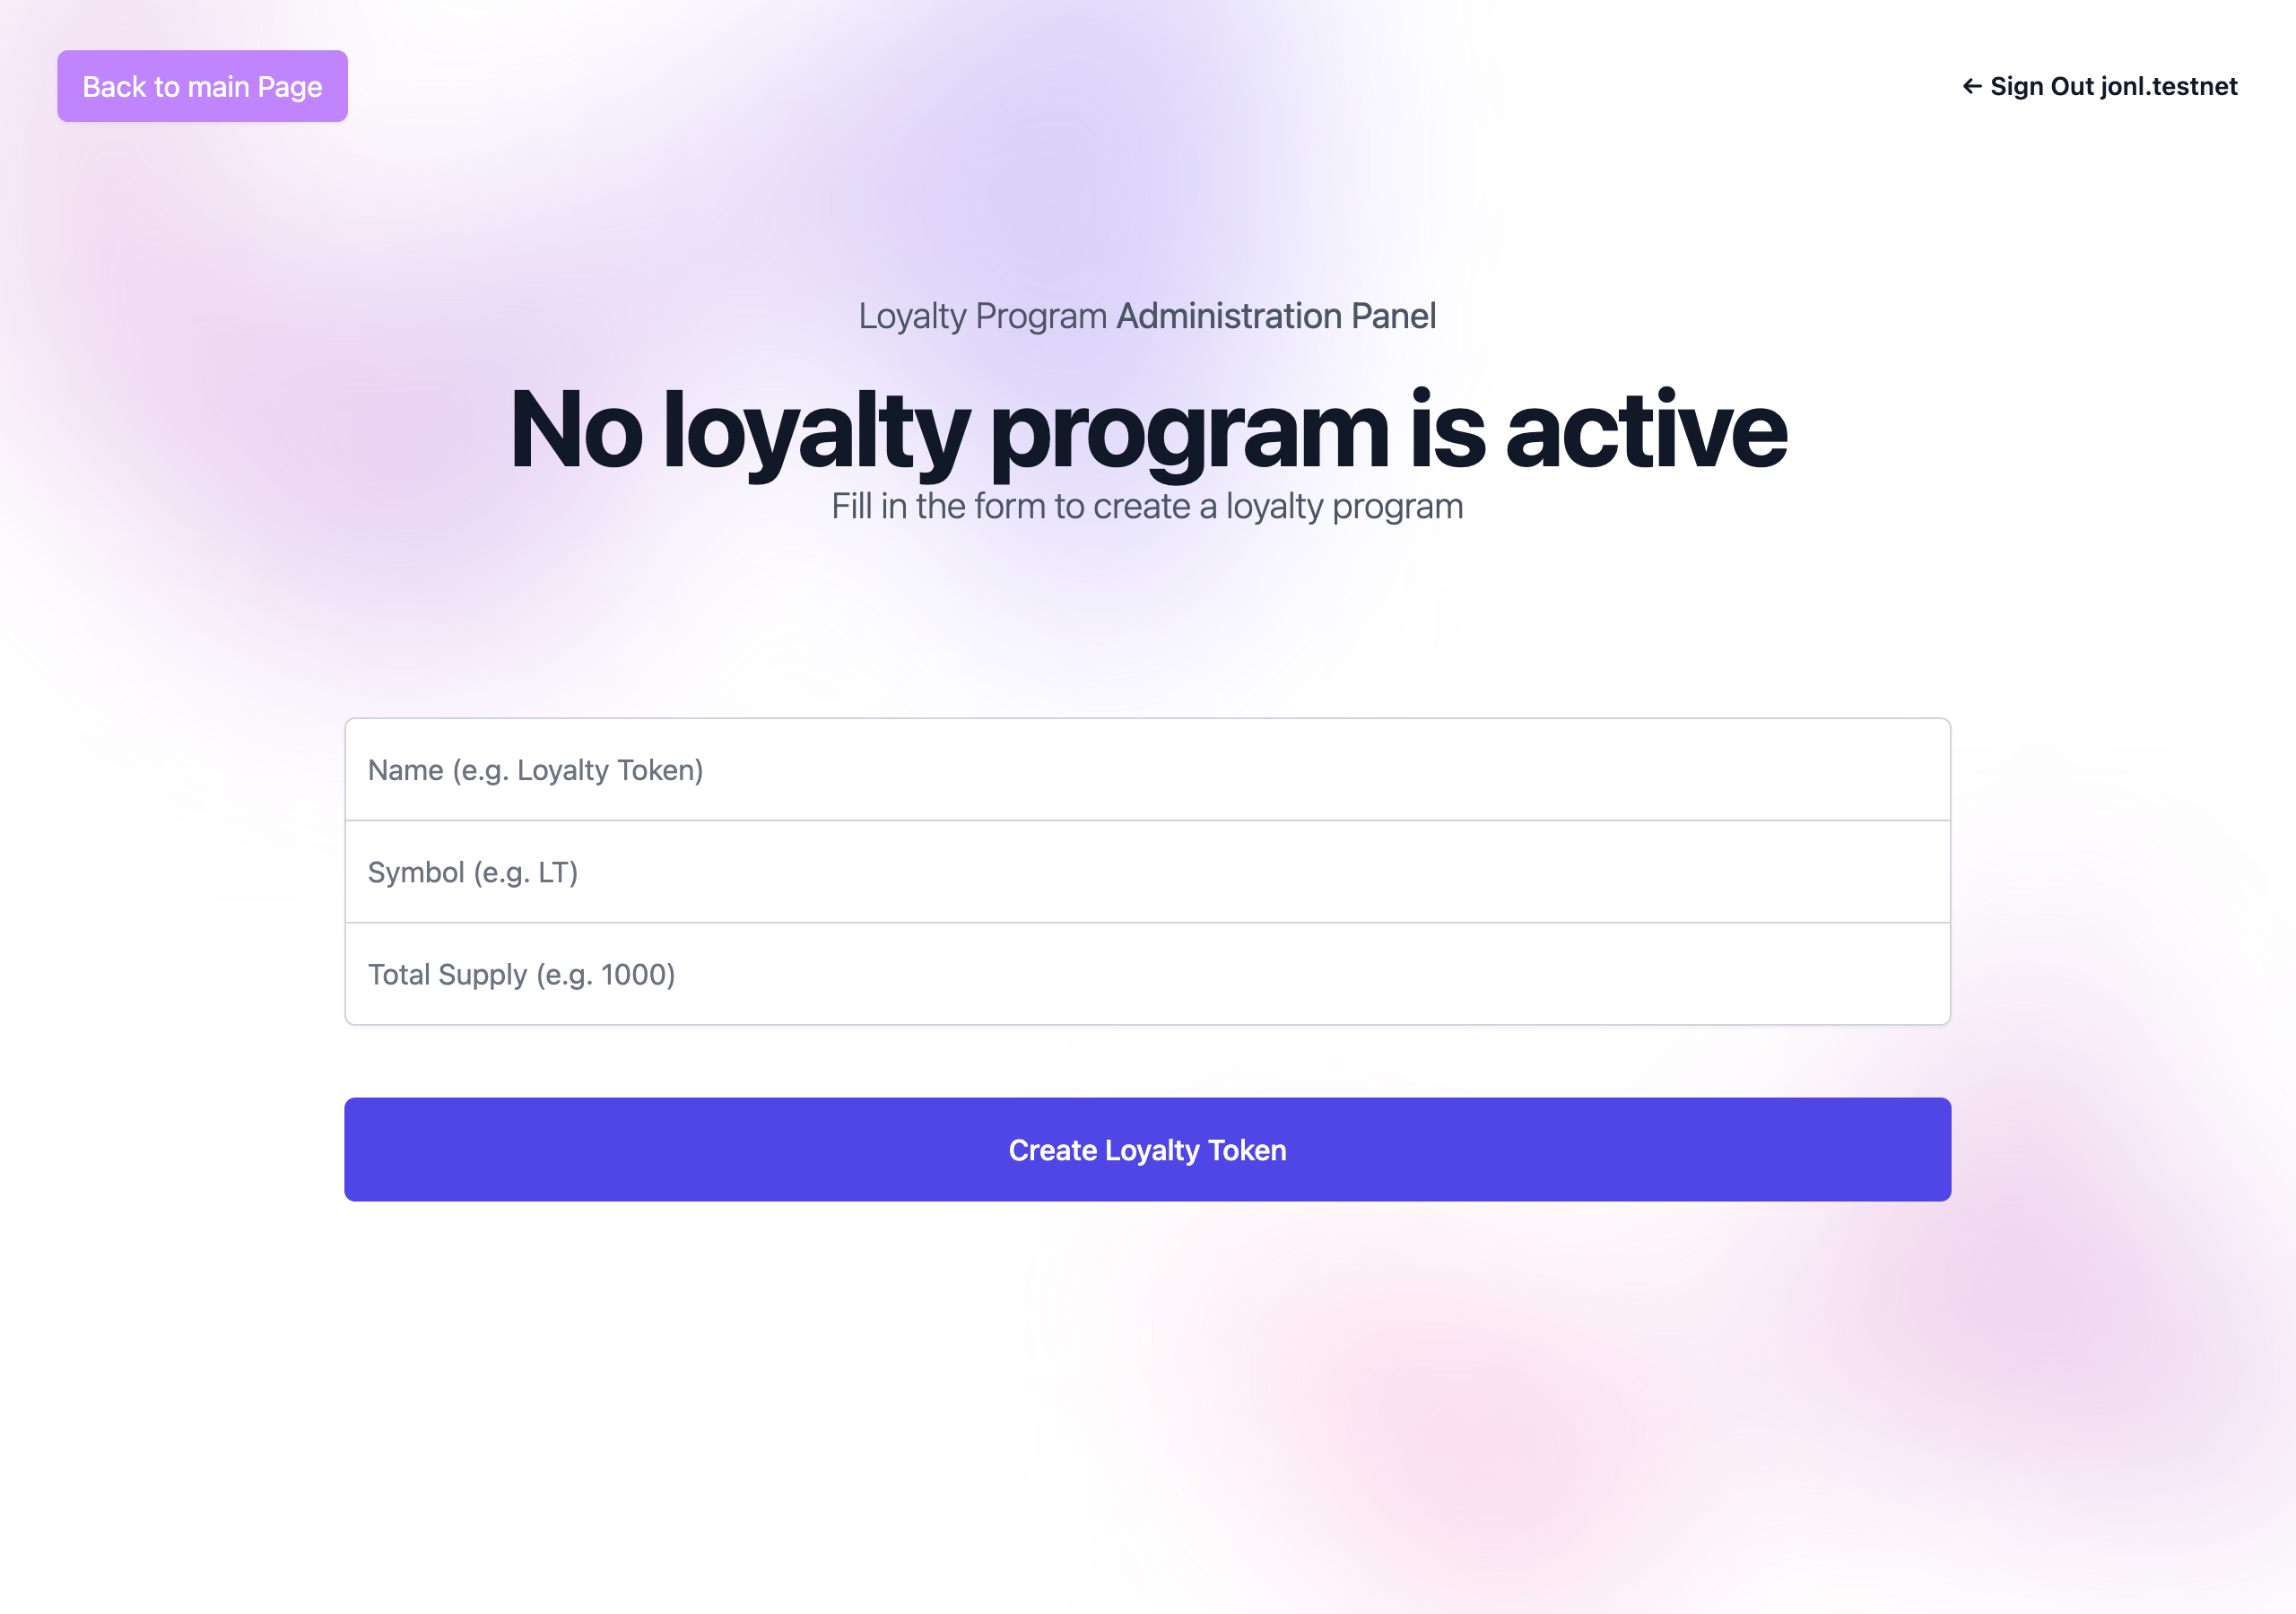 Back to main Page
← Sign Out jonl.testnet
Loyalty Program Administration Panel
No loyalty program is active
Fill in the form to create a loyalty program
Name (e.g. Loyalty Token)
Symbol (e.g. LT)
Total Supply (e.g. 1000)
Create Loyalty Token